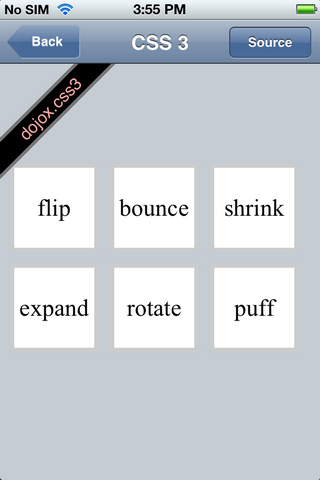 No SIM 3:55 PM
Back CSS 3 Source
dojox.css3
flip bounce shrink
expand rotate puff